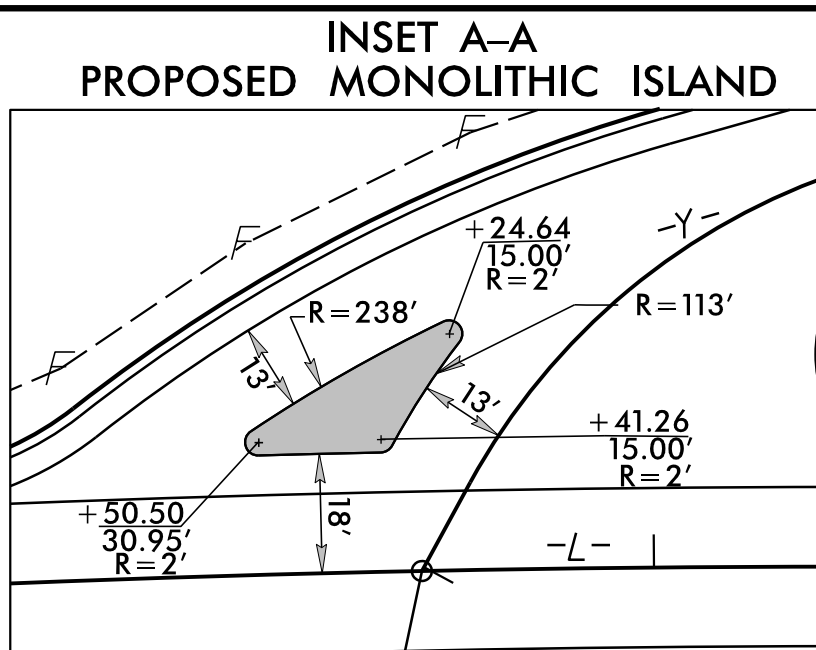 INSET A–A
PROPOSED MONOLITHIC ISLAND
F
F
F
+24.64
15.00'
R=2'
-Y-
R=238'
R=113'
13'
13'
+41.26
15.00'
R=2'
+50.50
30.95'
R=2'
18'
-L-